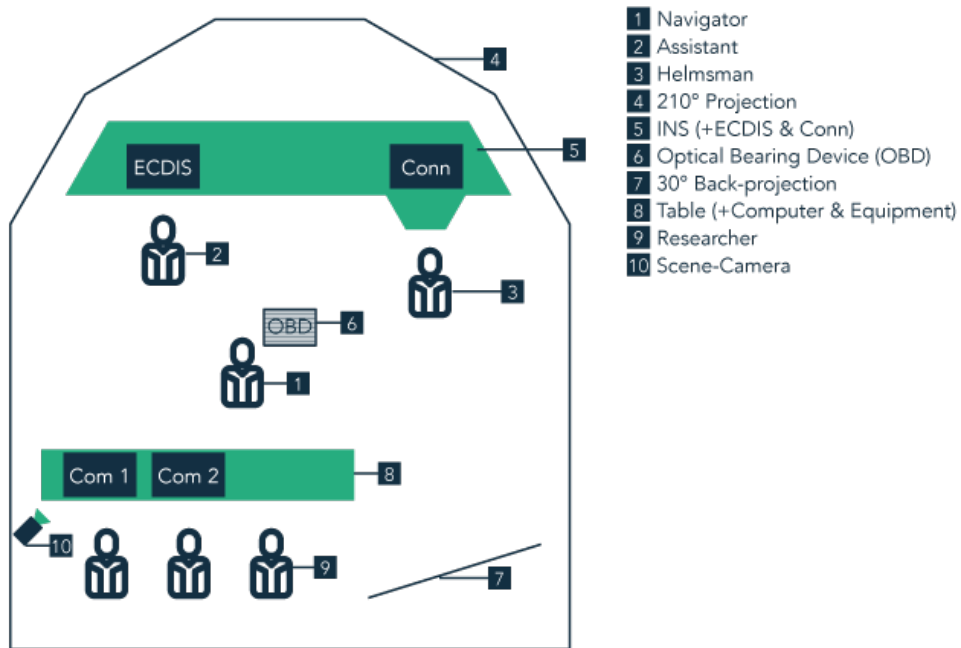 4
5
ECDIS
Conn
2
3
OBD
6
1
Com 1
Com 2
8
10
9
7
1 Navigator
2 Assistant
3 Helmsman
4 210° Projection
5 INS (+ECDIS & Conn)
6 Optical Bearing Device (OBD)
7 30° Back-projection
8 Table (+Computer & Equipment)
9 Researcher
10 Scene-Camera